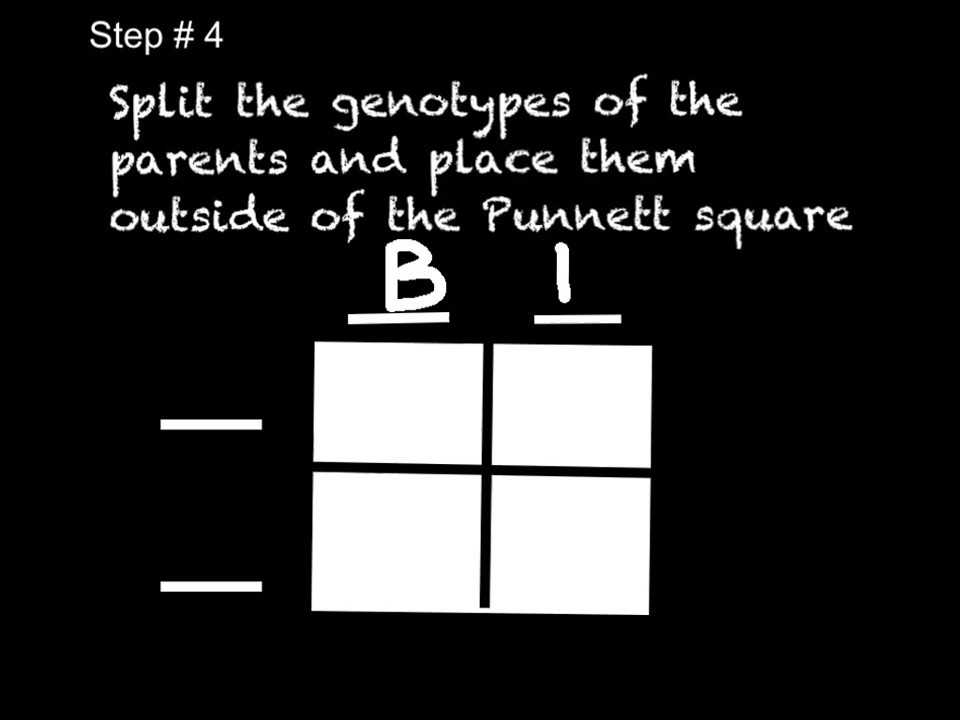 Step # 4
Split the genotypes of the
parents and place them
outside of the Punnett square
B